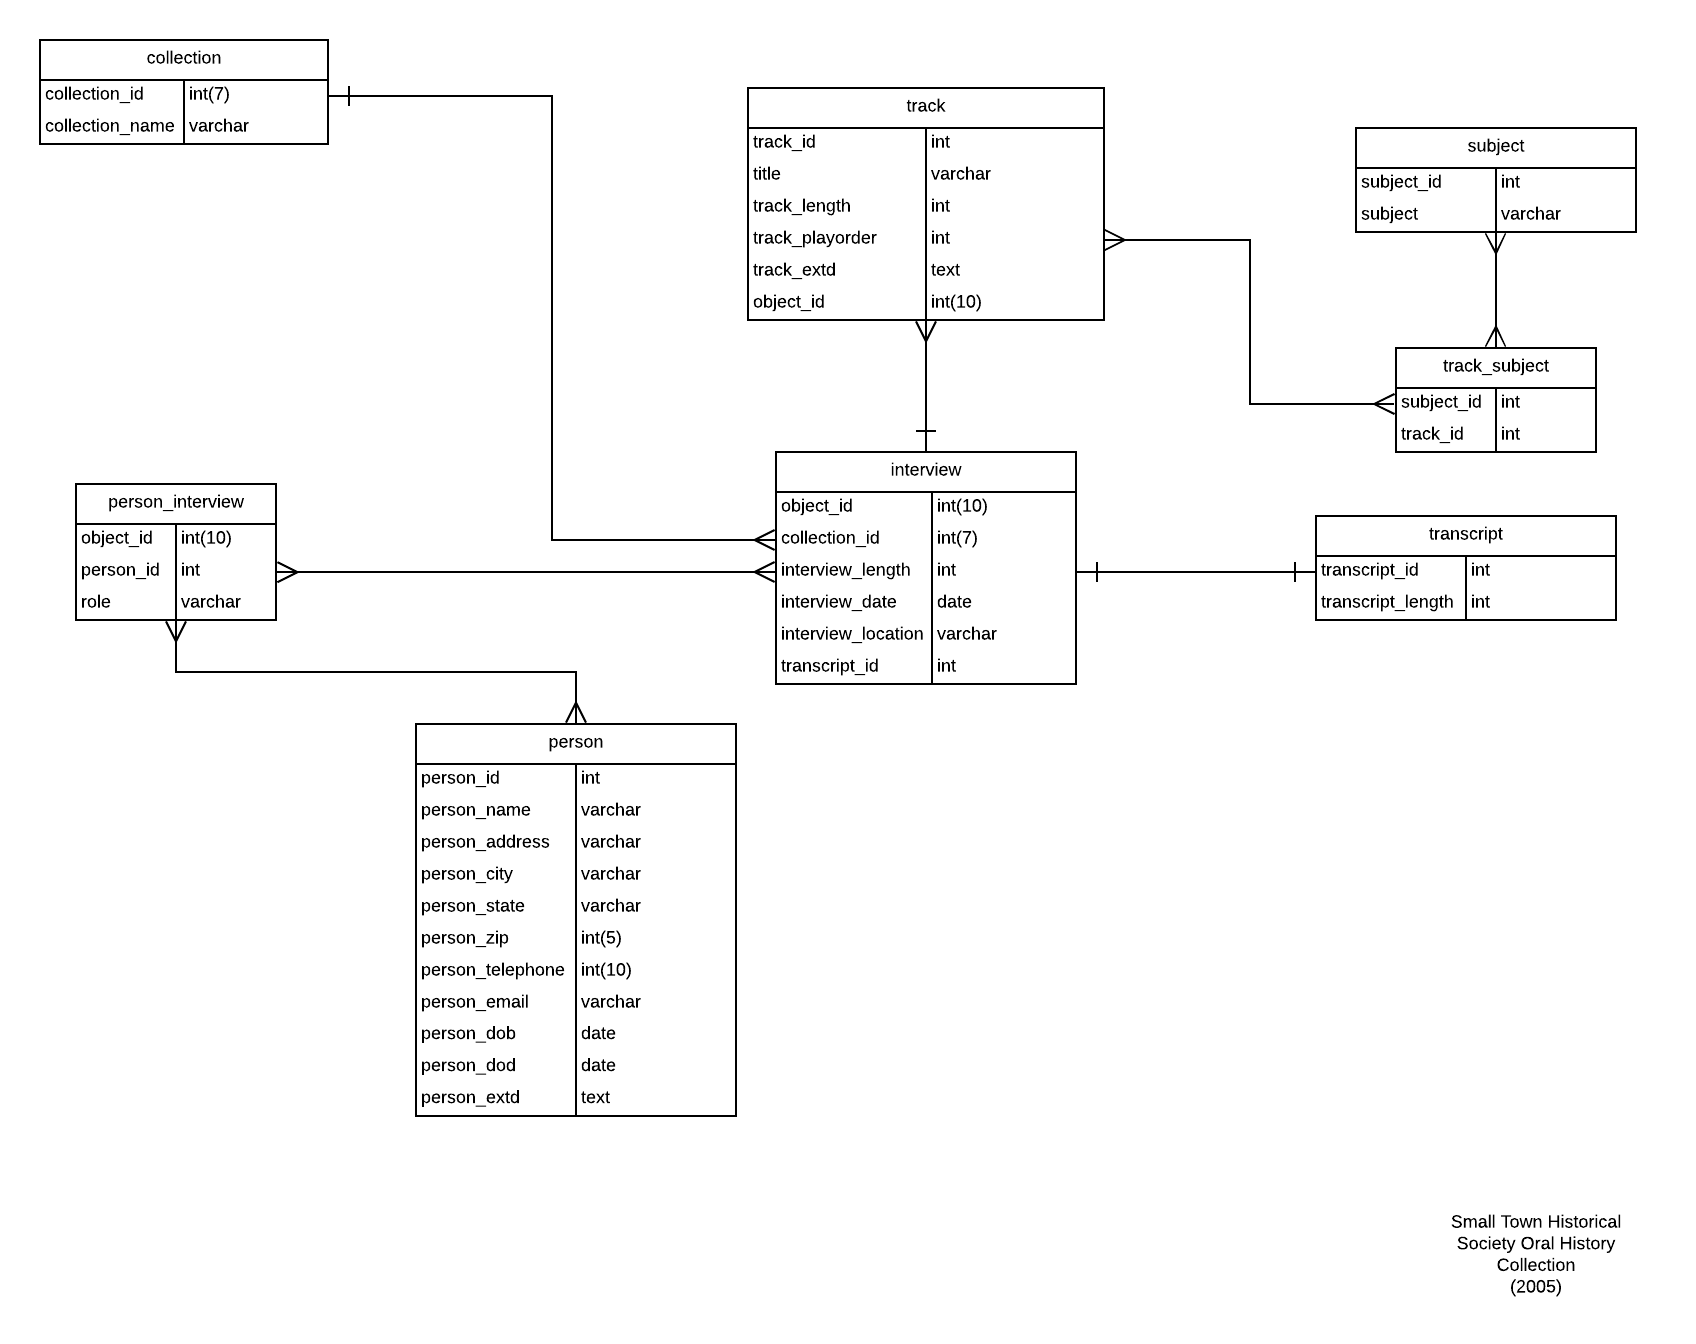 collection
collection_id int(7)
collection_name varchar
track
track_id int
title varchar
track_length int
track_playorder int
track_extd text
object_id int(10)
subject
subject_id int
subject varchar
track_subject
subject_id int
track_id int
person_interview
object_id int(10)
person_id int
role varchar
interview
object_id int(10)
collection_id int(7)
interview_length int
interview_date date
interview_location varchar
transcript_id int
transcript
transcript_id int
transcript_length int
person
person_id int
person_name varchar
person_address varchar
person_city varchar
person_state varchar
person_zip int(5)
person_telephone int(10)
person_email varchar
person_dob date
person_dod date
person_extd text
Small Town Historical
Society Oral History
Collection
(2005)